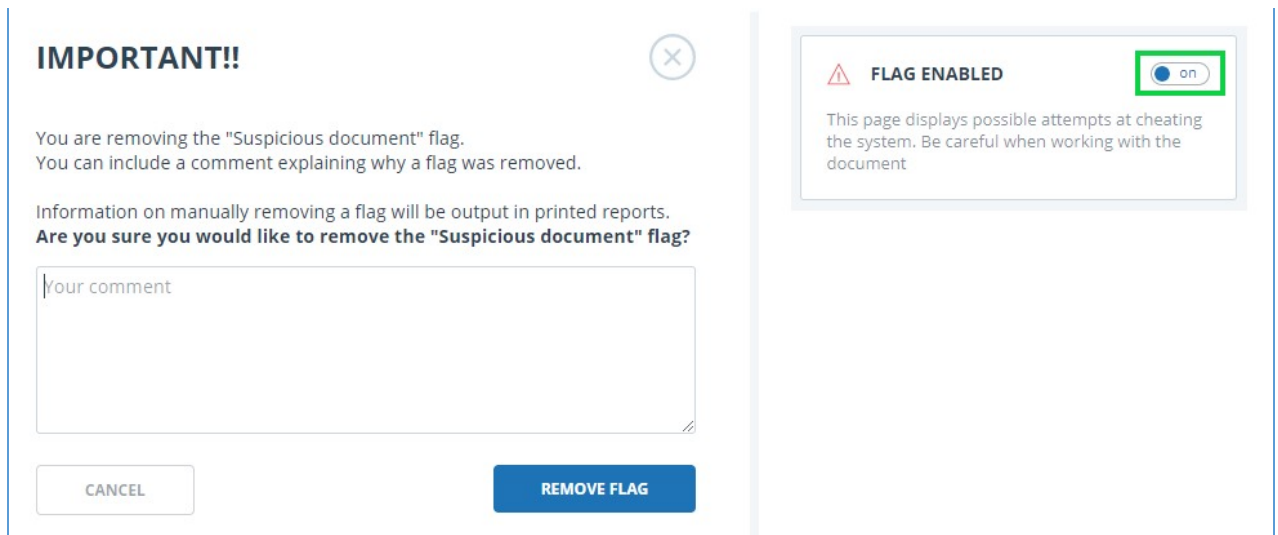 IMPORTANT!!
You are removing the "Suspicious document" flag.
You can include a comment explaining why a flag was removed.
Information on manually removing a flag will be output in printed reports.
Are you sure you would like to remove the "Suspicious document" flag?
Your comment
CANCEL
REMOVE FLAG
FLAG ENABLED
on
This page displays possible attempts at cheating
the system. Be careful when working with the
document